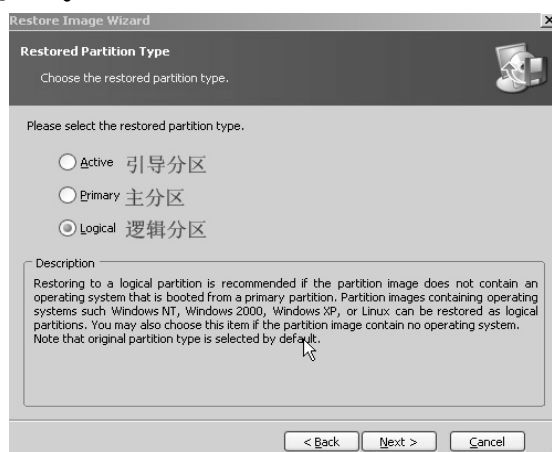 Restore Image Wizard
Restored Partition Type
Choose the restored partition type.
Please select the restored partition type.
Active 引导分区
Primary 主分区
Logical 逻辑分区
Description
Restoring to a logical partition is recommended if the partition image does not contain an
operating system that is booted from a primary partition. Partition images containing operating
systems such Windows NT, Windows 2000, Windows XP, or Linux can be restored as logical
partitions. You may also choose this item if the partition image contain no operating system.
Note that original partition type is selected by default.
< Back Next > Cancel